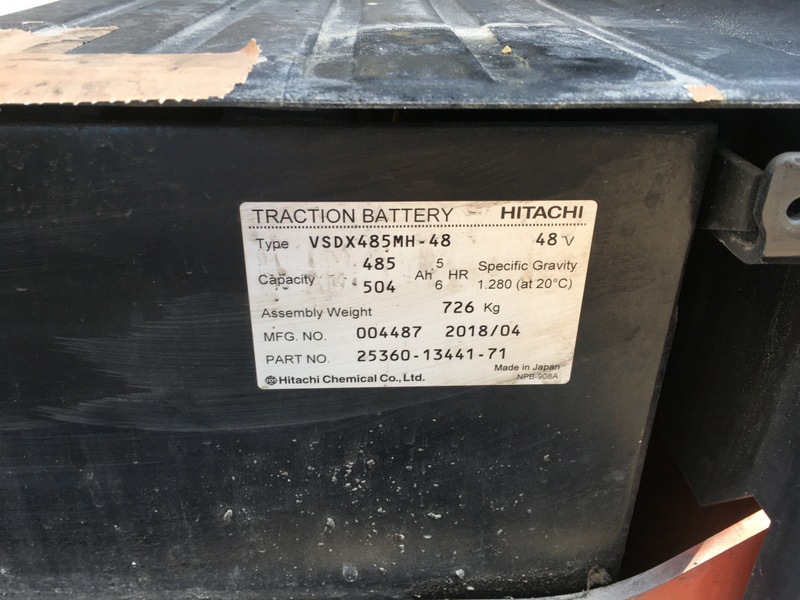 TRACTION BATTERY HITACHI
Type VSDX485MH-48 48 V
Capacity 485 Ah 5 HR Specific Gravity
504 6 1.280 (at 20°C)
Assembly Weight 726 Kg
MFG. NO. 004487 2018/04
PART NO. 25360-13441-71
Made in Japan
Hitachi Chemical Co., Ltd. NPB-908A